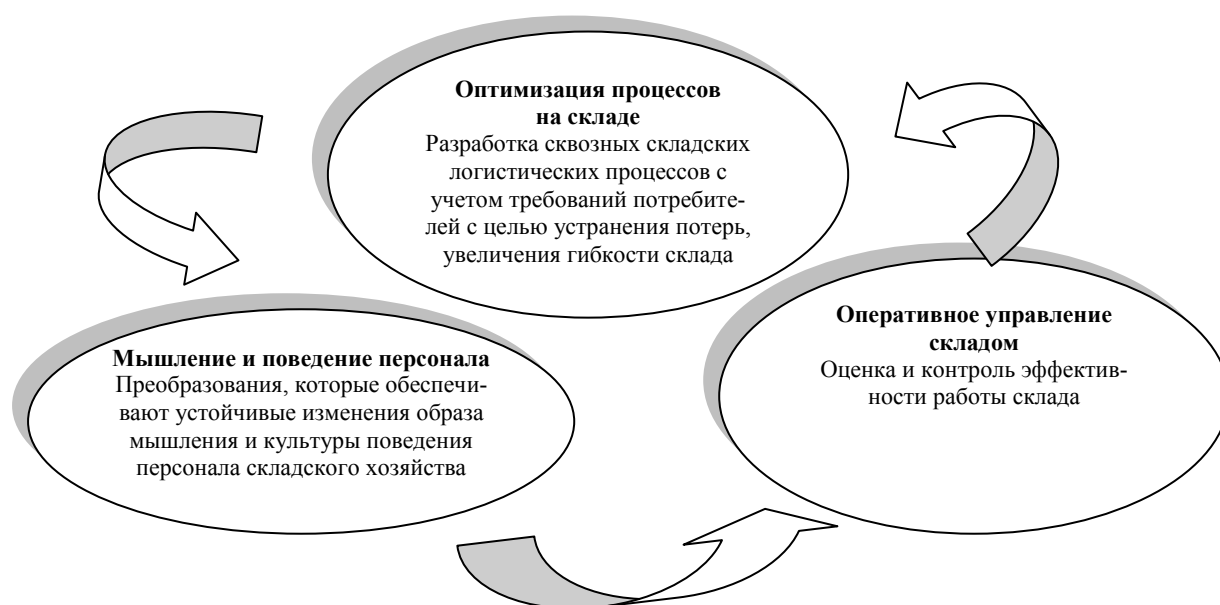 Оптимизация процессов
на складе
Разработка сквозных складских
логистических процессов с
учетом требований потребите-
лей с целью устранения потерь,
увеличения гибкости склада
Мышление и поведение персонала
Преобразования, которые обеспечи-
вают устойчивые изменения образа
мышления и культуры поведения
персонала складского хозяйства
Оперативное управление
складом
Оценка и контроль эффектив-
ности работы склада